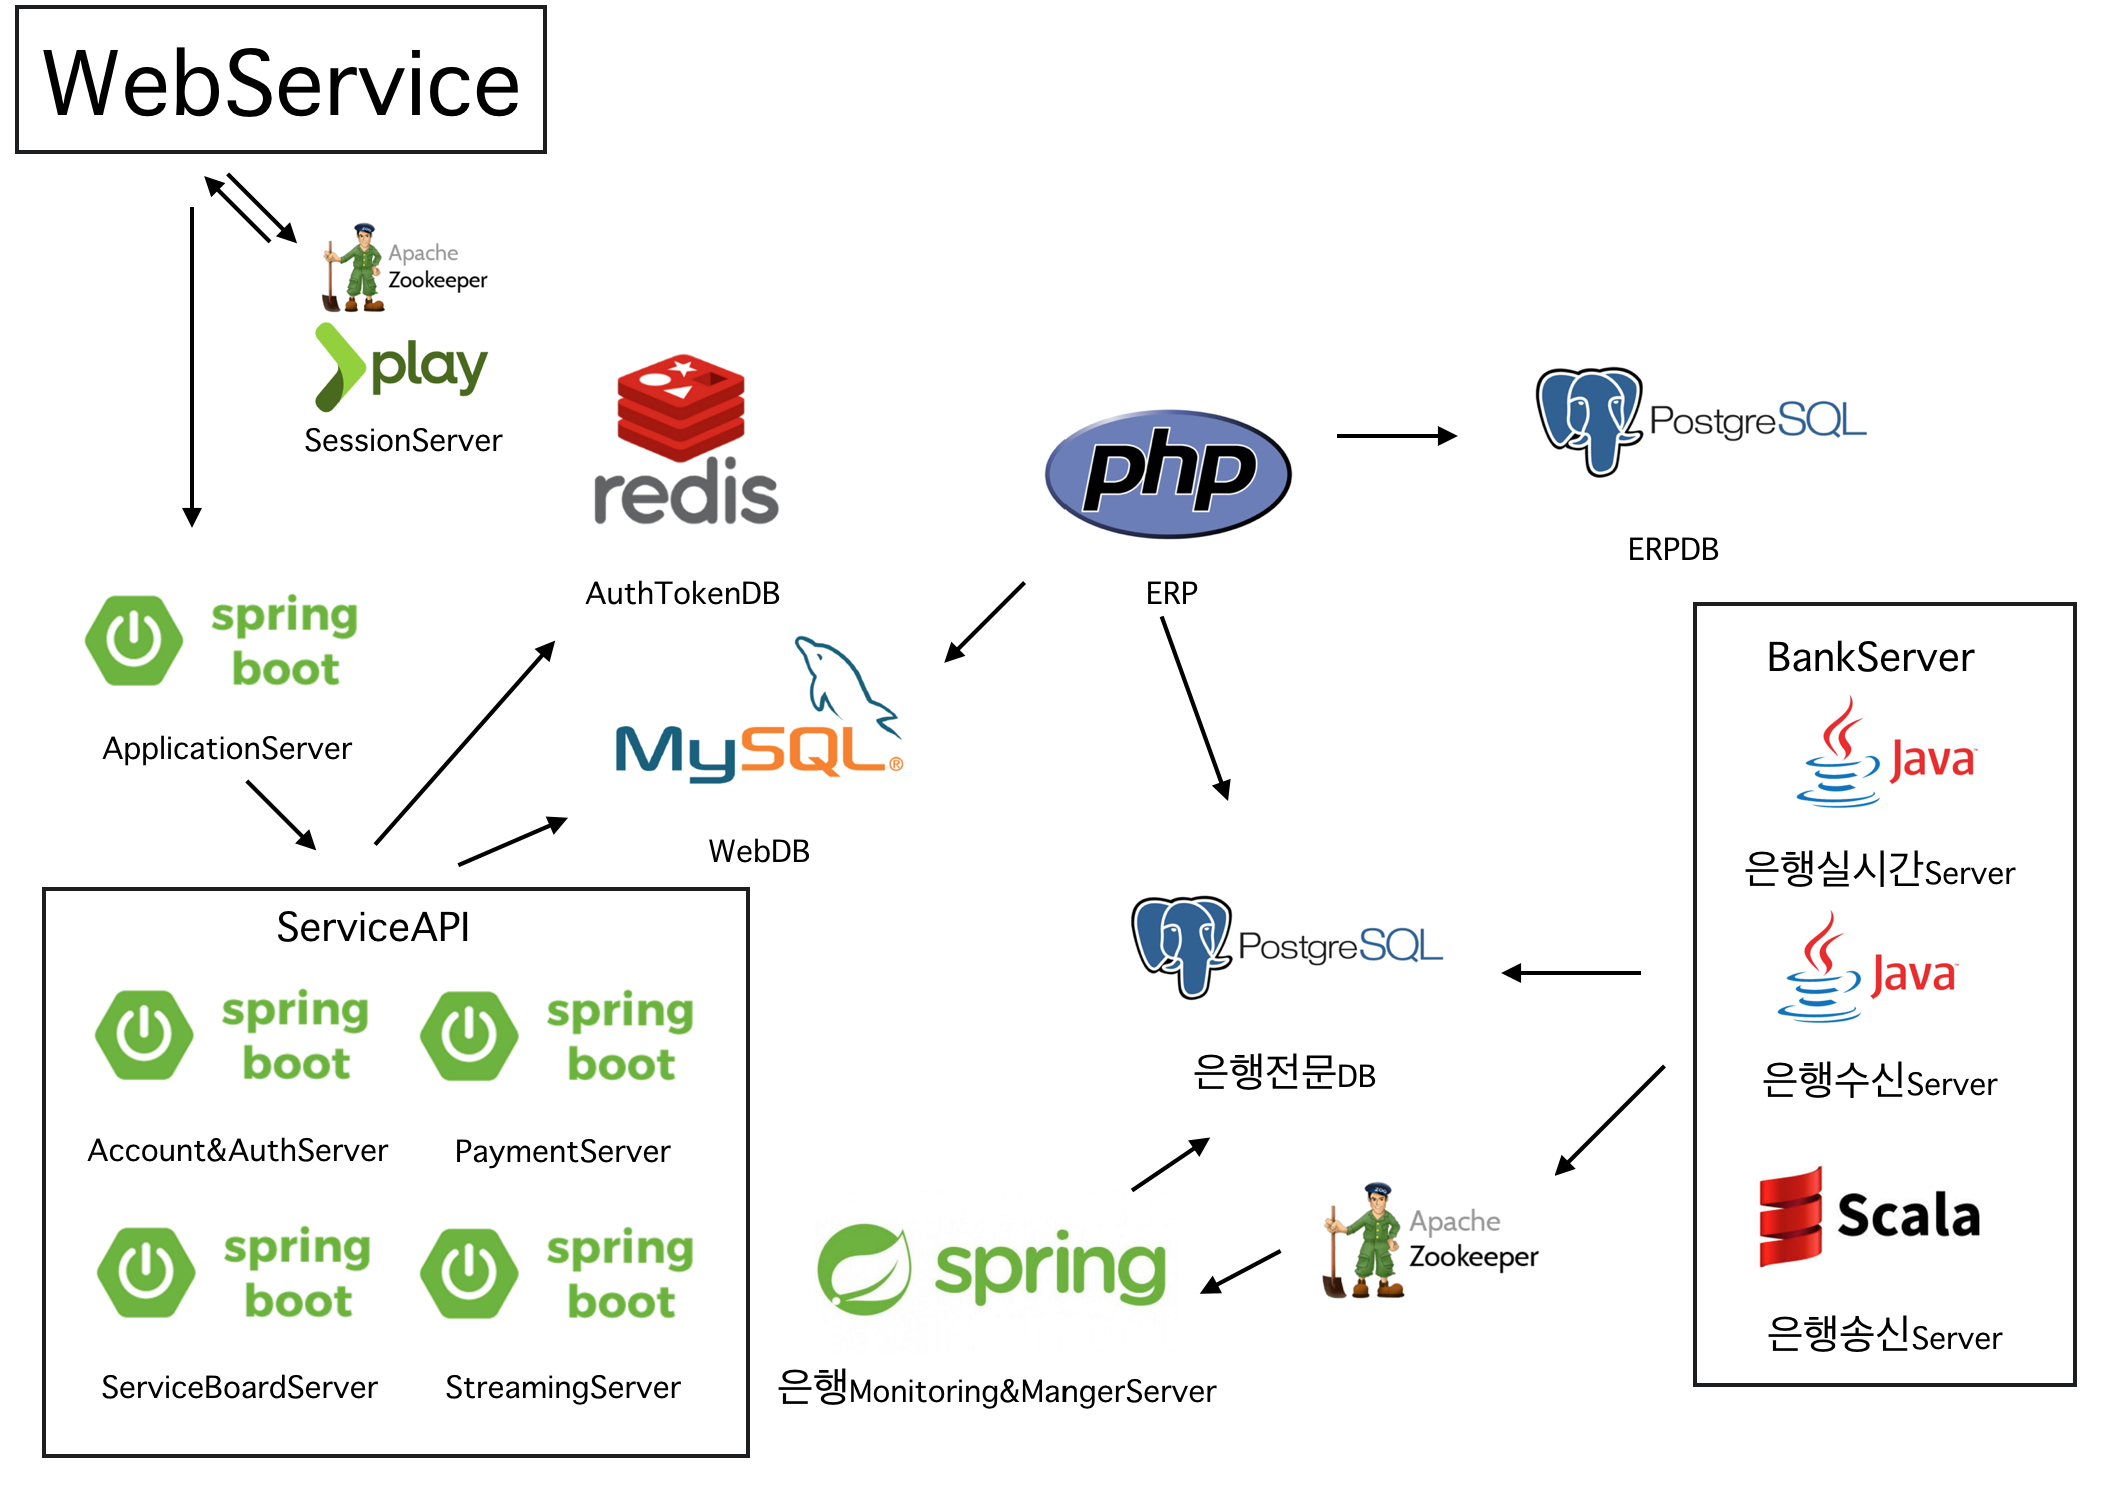 WebService
Apache
Zookeeper
play
SessionServer
redis
AuthTokenDB
php
ERP
PostgreSQL
ERPDB
spring
boot
ApplicationServer
MySQL®
WebDB
BankServer
Java™
은행실시간Server
Java™
은행수신Server
Scala
은행송신Server
ServiceAPI
spring
boot
Account&AuthServer
spring
boot
PaymentServer
spring
boot
ServiceBoardServer
spring
boot
StreamingServer
PostgreSQL
은행전문DB
spring
은행Monitoring&MangerServer
Apache
Zookeeper